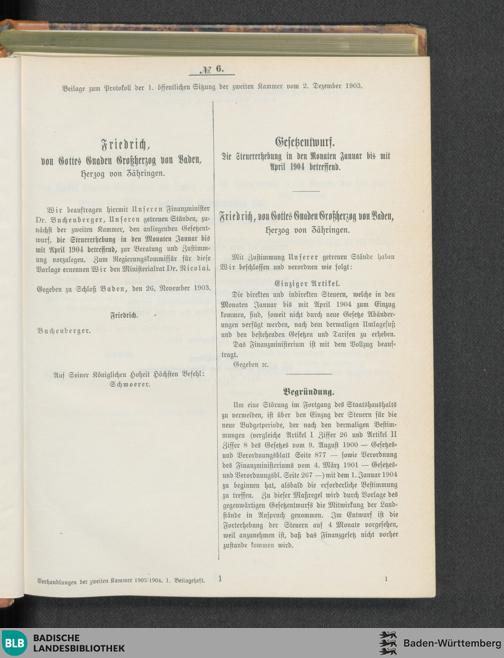 № 6.
Beilage zum Protokoll der 1. öffentlichen Sitzung der zweiten Kammer vom 2. Dezember 1903.
Friedrich,
von Gottes Gnaden Großherzog von Baden,
Herzog von Zähringen.
Wir beauftragen hiermit Unseren Finanzminister
Dr. Buchenberger, Unseren getreuen Ständen, zu-
nächst der zweiten Kammer, den anliegenden Gesetzent-
wurf, die Steuererhebung in den Monaten Januar bis
mit April 1904 betreffend, zur Beratung und Zustimm-
ung vorzulegen. Zum Regierungskommissär für diese
Vorlage ernennen Wir den Ministerialrat Dr. Nicolai.
Gegeben zu Schloß Baden, den 26. November 1903.
Friedrich.
Buchenberger.
Auf Seiner Königlichen Hoheit Höchsten Befehl:
Schmoerer.
Gesetzentwurf.
Die Steuererhebung in den Monaten Januar bis mit
April 1904 betreffend.
Friedrich, von Gottes Gnaden Großherzog von Baden,
Herzog von Zähringen.
Mit Zustimmung Unserer getreuen Stände haben
Wir beschlossen und verordnen wie folgt:
Einziger Artikel.
Die direkten und indirekten Steuern, welche in den
Monaten Januar bis mit April 1904 zum Einzug
kommen, sind, soweit nicht durch neue Gesetze Abänder-
ungen verfügt werden, nach dem dermaligen Umlagefuß
und den bestehenden Gesetzen und Tarifen zu erheben.
Das Finanzministerium ist mit dem Vollzug beauf-
tragt.
Gegeben ꝛc.
Begründung.
Um eine Störung im Fortgang des Staatshaushalts
zu vermeiden, ist über den Einzug der Steuern für die
neue Budgetperiode, der nach den dermaligen Bestim-
mungen (vergleiche Artikel I Ziffer 26 und Artikel II
Ziffer 8 des Gesetzes vom 9. August 1900 — Gesetzes-
und Verordnungsblatt Seite 877 — sowie Verordnung
des Finanzministeriums vom 4. März 1901 — Gesetzes-
und Verordnungsbl. Seite 267 —) mit dem 1. Januar 1904
zu beginnen hat, alsbald die erforderliche Bestimmung
zu treffen. Zu dieser Maßregel wird durch Vorlage des
gegenwärtigen Gesetzentwurfs die Mitwirkung der Land-
stände in Anspruch genommen. Im Entwurf ist die
Forterhebung der Steuern auf 4 Monate vorgesehen,
weil anzunehmen ist, daß das Finanzgesetz nicht vorher
zustande kommen wird.
Verhandlungen der zweiten Kammer 1903/1904. 1. Beilagenheft.
1
1
BLB BADISCHE
LANDESBIBLIOTHEK
Baden-Württemberg